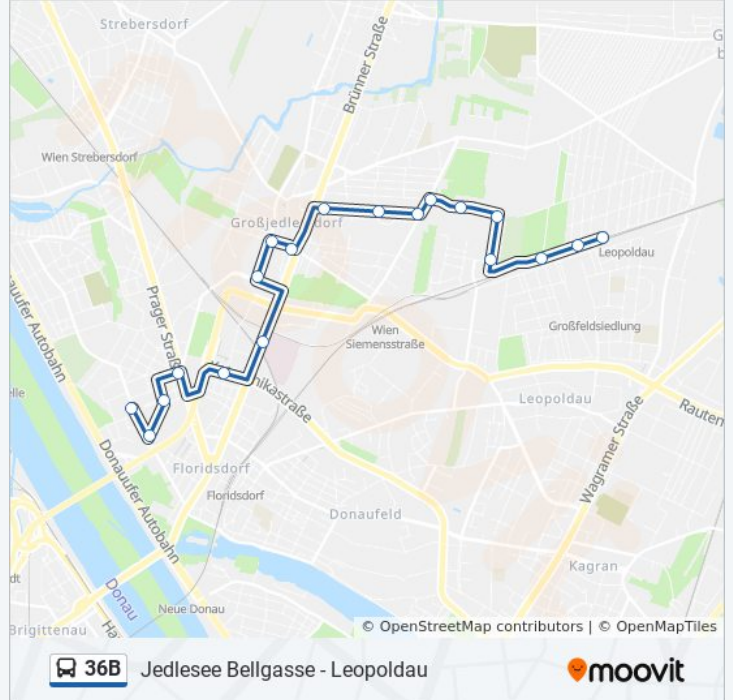 Strebersdorf
Brünner Straße
Wien Strebersdorf
Großjedlersdorf
Leopoldau
Prager Straße
Wien
Siemensstraße
Großfeldsiedlung
Leopoldau
Donauufer Autobahn
Rauten
Wagramer Straße
Floridsdorf
Donauufer Autobahn
Floridsdorf
Donaufeld
Kagran
Donau
Neue Donau
Brigittenau
© OpenStreetMap contributors | © OpenMapTiles
36B Jedlesee Bellgasse - Leopoldau
moovit